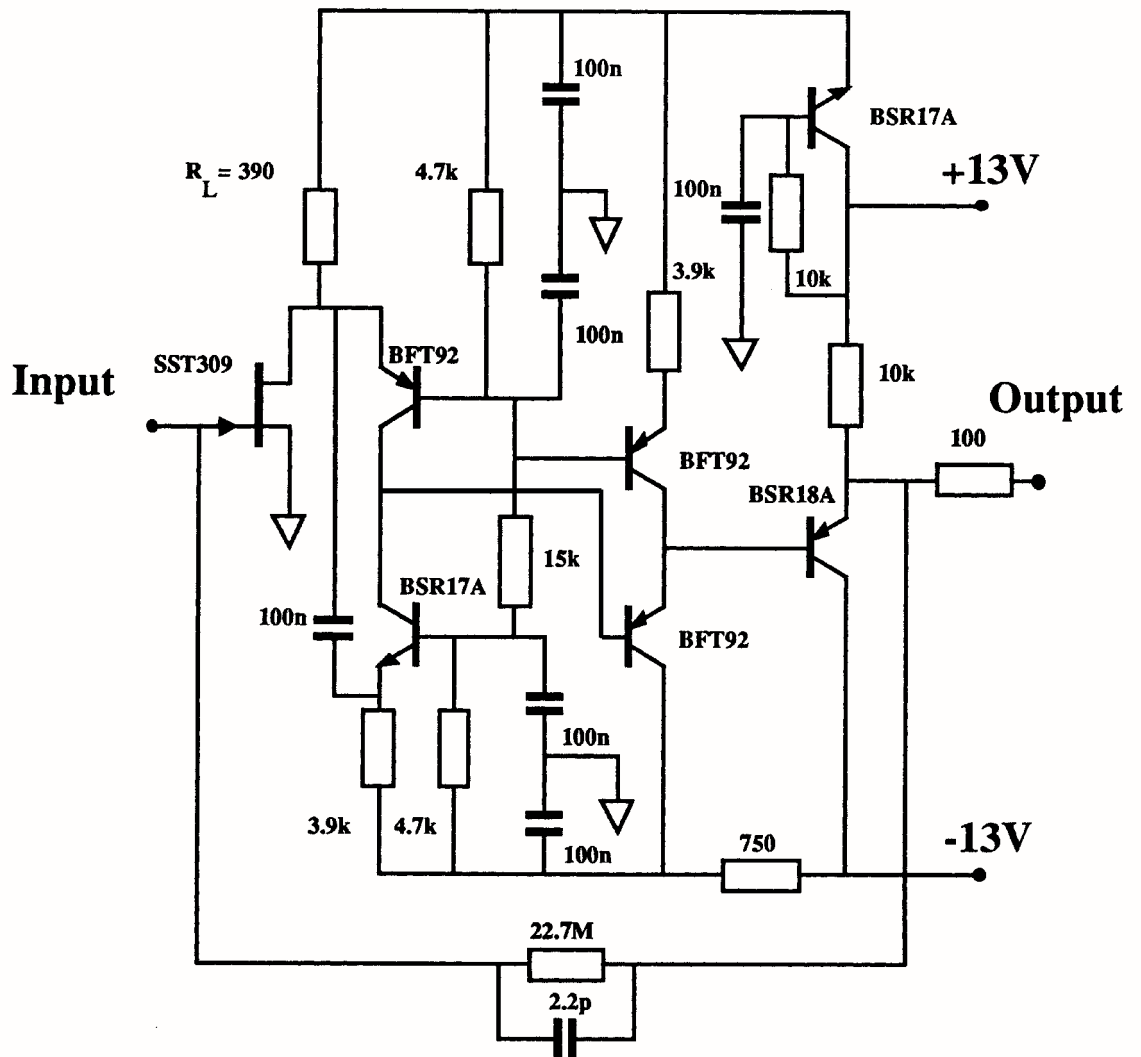 100n
BSR17A
R_L = 390
4.7k
+13V
100n
3.9k
10k
100n
SST309
BFT92
10k
Input
Output
100
BFT92
BSR18A
15k
BSR17A
100n
BFT92
100n
3.9k
4.7k
750
-13V
100n
22.7M
2.2p